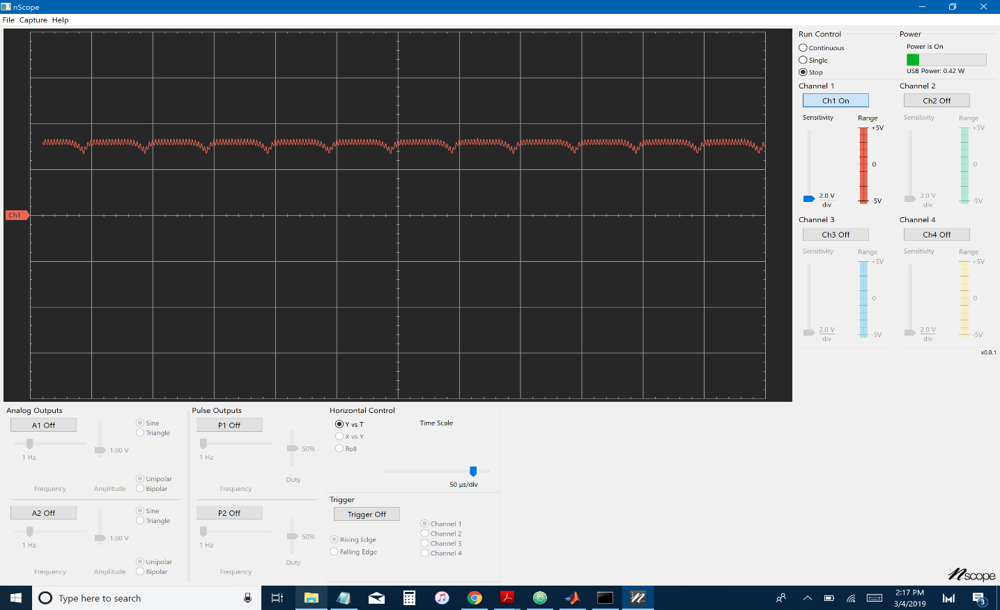 nScope
File Capture Help
Run Control
Continuous
Single
Stop
Power
Power is On
USB Power: 0.42 W
Channel 1
Ch1 On
Sensitivity
Range
+5V
0
-5V
2.0 V
div
Channel 2
Ch2 Off
Sensitivity
Range
+5V
0
-5V
2.0 V
div
Ch1
Channel 3
Ch3 Off
Sensitivity
Range
+5V
0
-5V
2.0 V
div
Channel 4
Ch4 Off
Sensitivity
Range
+5V
0
-5V
2.0 V
div
v0.8.1
Analog Outputs
A1 Off
Sine
Triangle
1.00 V
1 Hz
Unipolar
Bipolar
Frequency
Amplitude
A2 Off
Sine
Triangle
1.00 V
1 Hz
Unipolar
Bipolar
Frequency
Amplitude
Pulse Outputs
P1 Off
50%
1 Hz
Duty
Frequency
P2 Off
50%
1 Hz
Duty
Frequency
Horizontal Control
Y vs T
X vs Y
Roll
Time Scale
50 µs/div
Trigger
Trigger Off
Rising Edge
Falling Edge
Channel 1
Channel 2
Channel 3
Channel 4
nscope
Type here to search
2:17 PM
3/4/2019
3